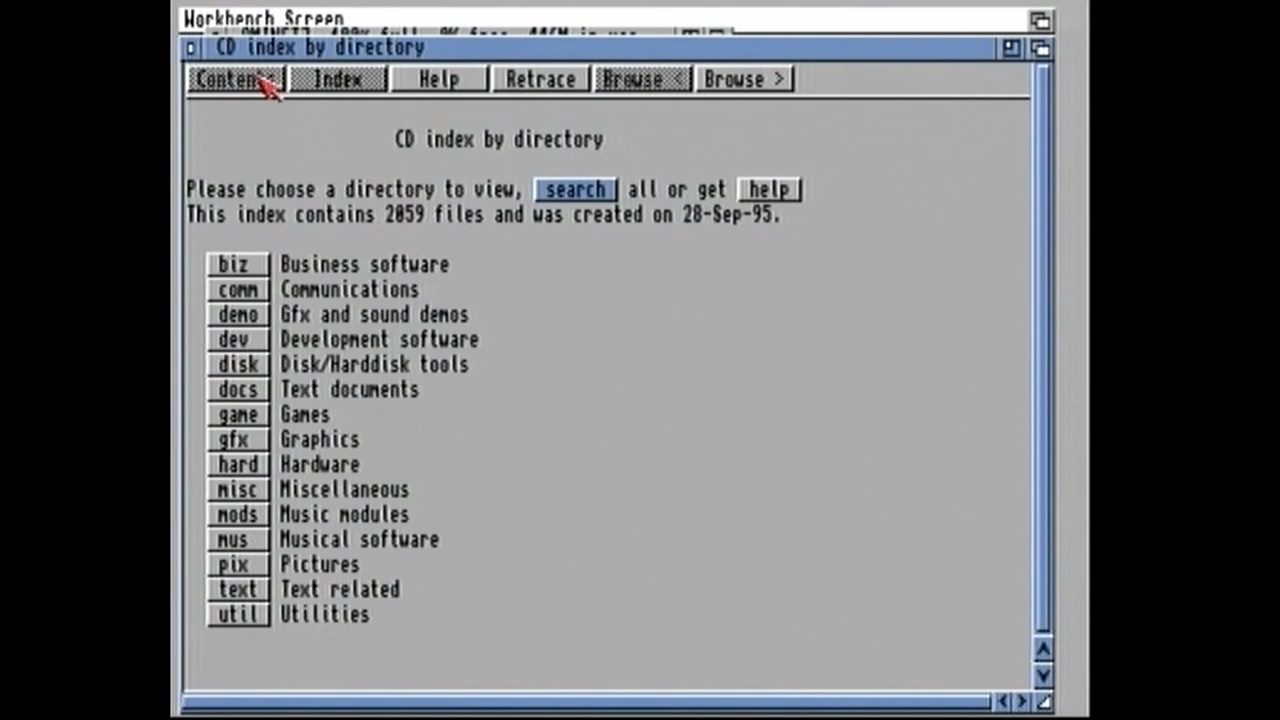 Workbench Screen
CD index by directory
Index Help Retrace Browse < Browse >
CD index by directory
Please choose a directory to view, search all or get help
This index contains 2059 files and was created on 28-Sep-95.
biz Business software
comm Communications
demo Gfx and sound demos
dev Development software
disk Disk/Harddisk tools
docs Text documents
game Games
gfx Graphics
hard Hardware
misc Miscellaneous
mods Music modules
mus Musical software
pix Pictures
text Text related
util Utilities